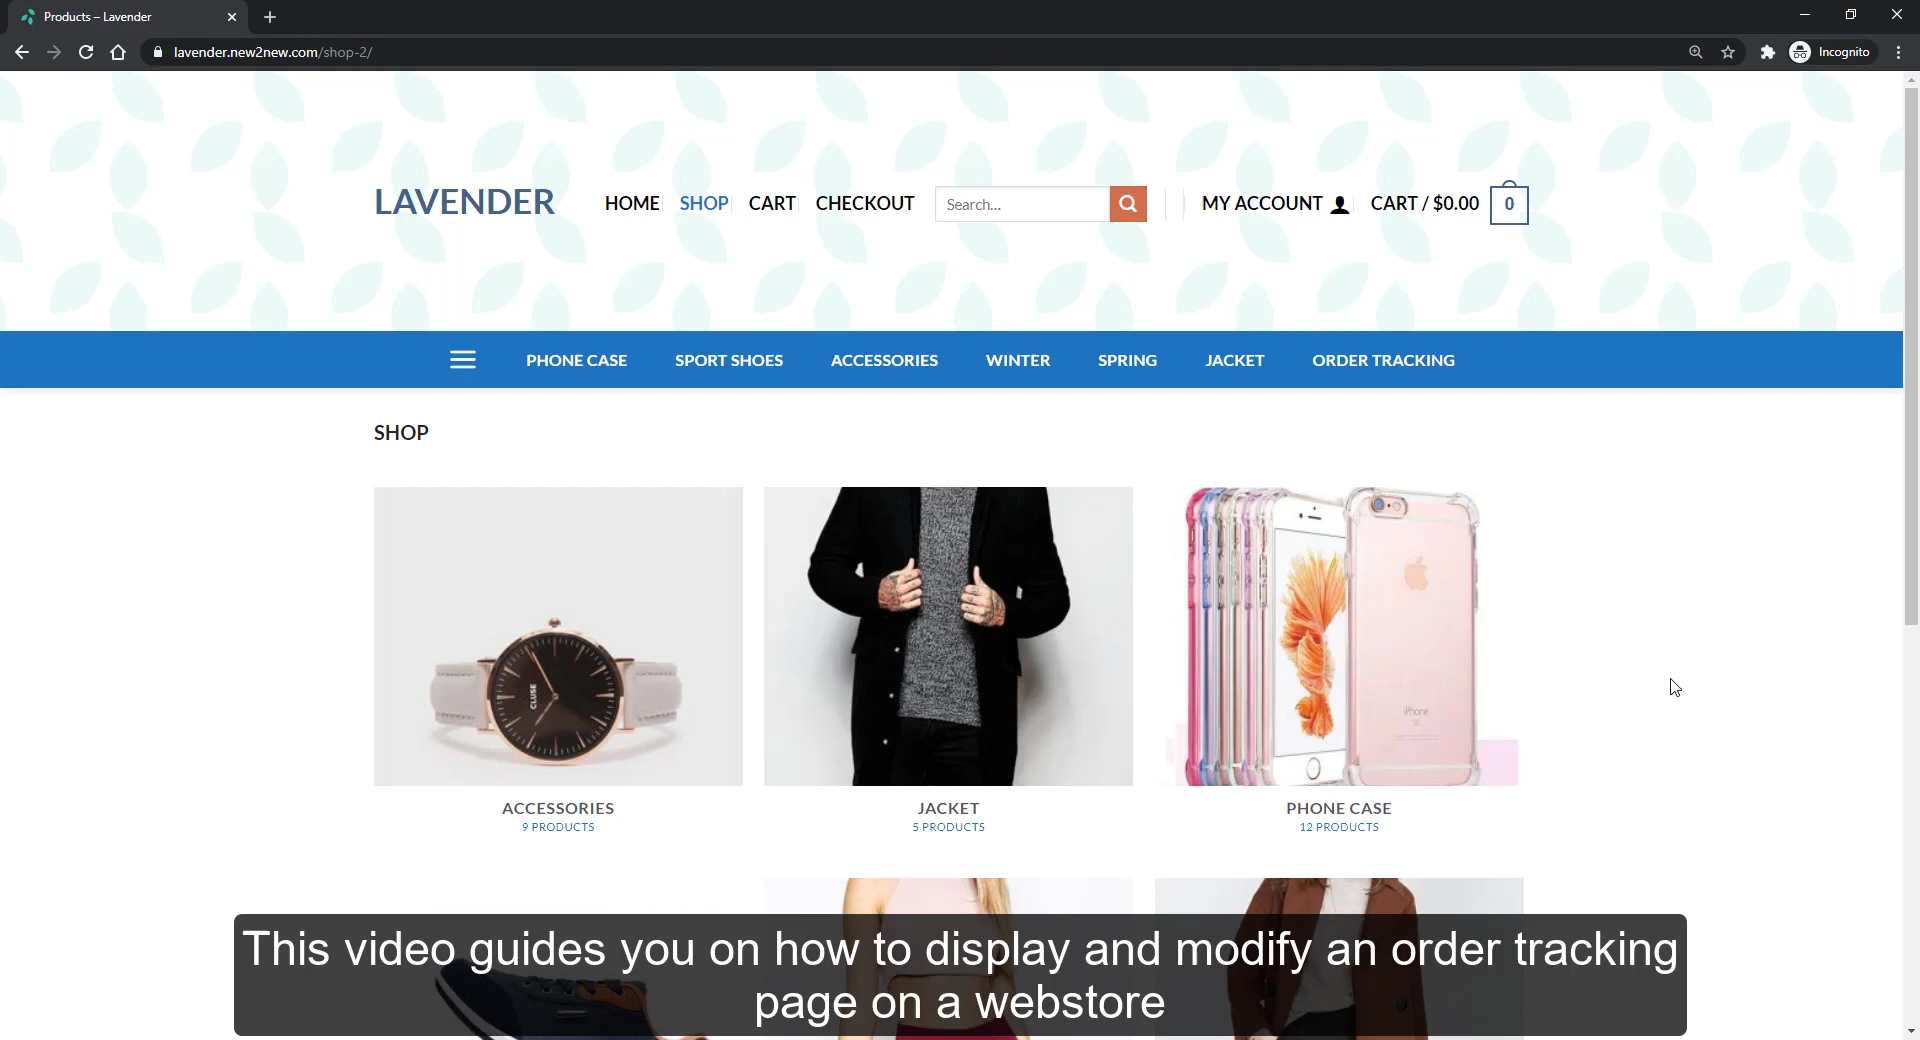 Products – Lavender
lavender.new2new.com/shop-2/
Incognito
LAVENDER
HOME
SHOP
CART
CHECKOUT
Search...
MY ACCOUNT
CART / $0.00
0
PHONE CASE
SPORT SHOES
ACCESSORIES
WINTER
SPRING
JACKET
ORDER TRACKING
SHOP
CLUSE
iPhone
ACCESSORIES
9 PRODUCTS
JACKET
5 PRODUCTS
PHONE CASE
12 PRODUCTS
This video guides you on how to display and modify an order tracking
page on a webstore